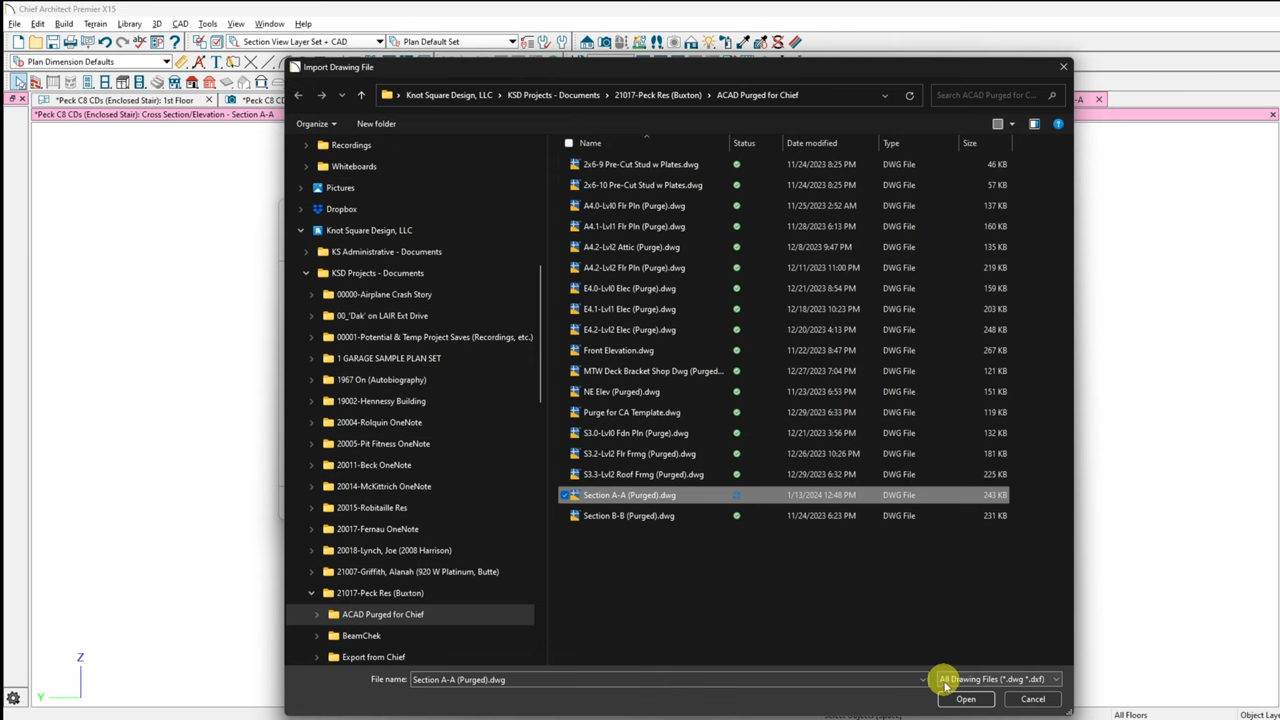 Chief Architect Premier X15
File Edit Build Terrain Library 3D CAD Tools View Window Help
Section View Layer Set + CAD
Plan Default Set
Plan Dimension Defaults
*Peck C8 CDs (Enclosed Stair): 1st Floor
*Peck C8 CD
-A
*Peck C8 CDs (Enclosed Stair): Cross Section/Elevation - Section A-A
Import Drawing File
Knot Square Design, LLC > KSD Projects - Documents > 21017-Peck Res (Buxton) > ACAD Purged for Chief
Search ACAD Purged for C...
Organize
New folder
Recordings
Whiteboards
Pictures
Dropbox
Knot Square Design, LLC
KS Administrative - Documents
KSD Projects - Documents
00000-Airplane Crash Story
00_'Dak' on LAIR Ext Drive
00001-Potential & Temp Project Saves (Recordings, etc.)
1 GARAGE SAMPLE PLAN SET
1967 On (Autobiography)
19002-Hennessy Building
20004-Rolquin OneNote
20005-Pit Fitness OneNote
20011-Beck OneNote
20014-McKittrich OneNote
20015-Robitaille Res
20017-Fernau OneNote
20018-Lynch, Joe (2008 Harrison)
21007-Griffith, Alanah (920 W Platinum, Butte)
21017-Peck Res (Buxton)
ACAD Purged for Chief
BeamChek
Export from Chief
Name Status Date modified Type Size
2x6-9 Pre-Cut Stud w Plates.dwg 11/24/2023 8:25 PM DWG File 46 KB
2x6-10 Pre-Cut Stud w Plates.dwg 11/24/2023 8:25 PM DWG File 57 KB
A4.0-Lvl0 Flr Pln (Purge).dwg 11/25/2023 2:52 AM DWG File 137 KB
A4.1-Lvl1 Flr Pln (Purge).dwg 11/28/2023 6:13 PM DWG File 160 KB
A4.2-Lvl2 Attic (Purge).dwg 12/8/2023 9:47 PM DWG File 135 KB
A4.2-Lvl2 Flr Pln (Purge).dwg 12/11/2023 11:00 PM DWG File 219 KB
E4.0-Lvl0 Elec (Purge).dwg 12/21/2023 8:54 PM DWG File 159 KB
E4.1-Lvl1 Elec (Purge).dwg 12/18/2023 10:23 PM DWG File 203 KB
E4.2-Lvl2 Elec (Purge).dwg 12/20/2023 4:13 PM DWG File 248 KB
Front Elevation.dwg 11/22/2023 8:47 PM DWG File 267 KB
MTW Deck Bracket Shop Dwg (Purged... 12/27/2023 7:04 PM DWG File 121 KB
NE Elev (Purged).dwg 11/23/2023 6:53 PM DWG File 151 KB
Purge for CA Template.dwg 12/29/2023 6:33 PM DWG File 119 KB
S3.0-Lvl0 Fdn Pln (Purge).dwg 12/21/2023 3:56 PM DWG File 132 KB
S3.2-Lvl2 Flr Frmg (Purged).dwg 12/26/2023 10:26 PM DWG File 181 KB
S3.3-Lvl2 Roof Frmg (Purged).dwg 12/29/2023 6:32 PM DWG File 225 KB
Section A-A (Purged).dwg 1/13/2024 12:48 PM DWG File 243 KB
Section B-B (Purged).dwg 11/24/2023 6:23 PM DWG File 231 KB
File name: Section A-A (Purged).dwg
All Drawing Files (*.dwg *.dxf)
Open Cancel
Z
Y
All Floors
Object Lay